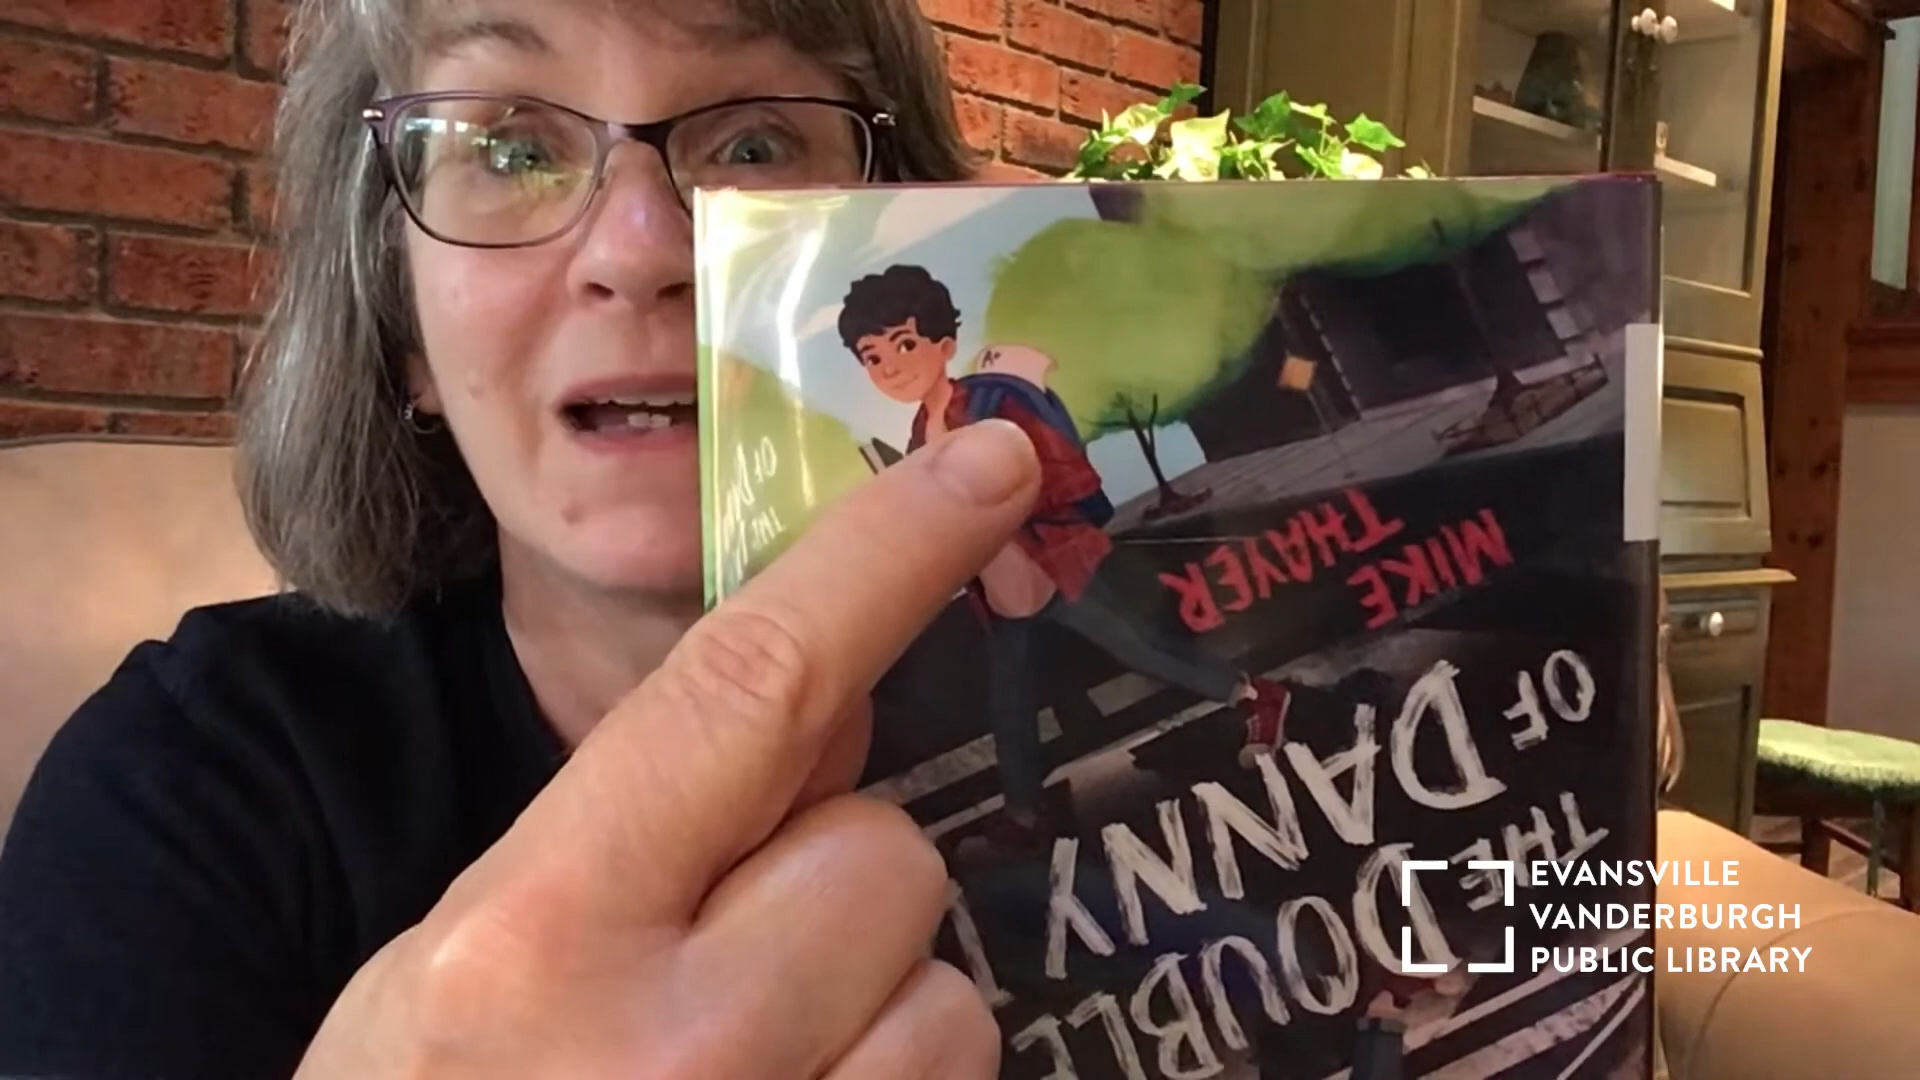 A+
THE DOUBLE
OF DANNY
MIKE
THAYER
EVANSVILLE
VANDERBURGH
PUBLIC LIBRARY